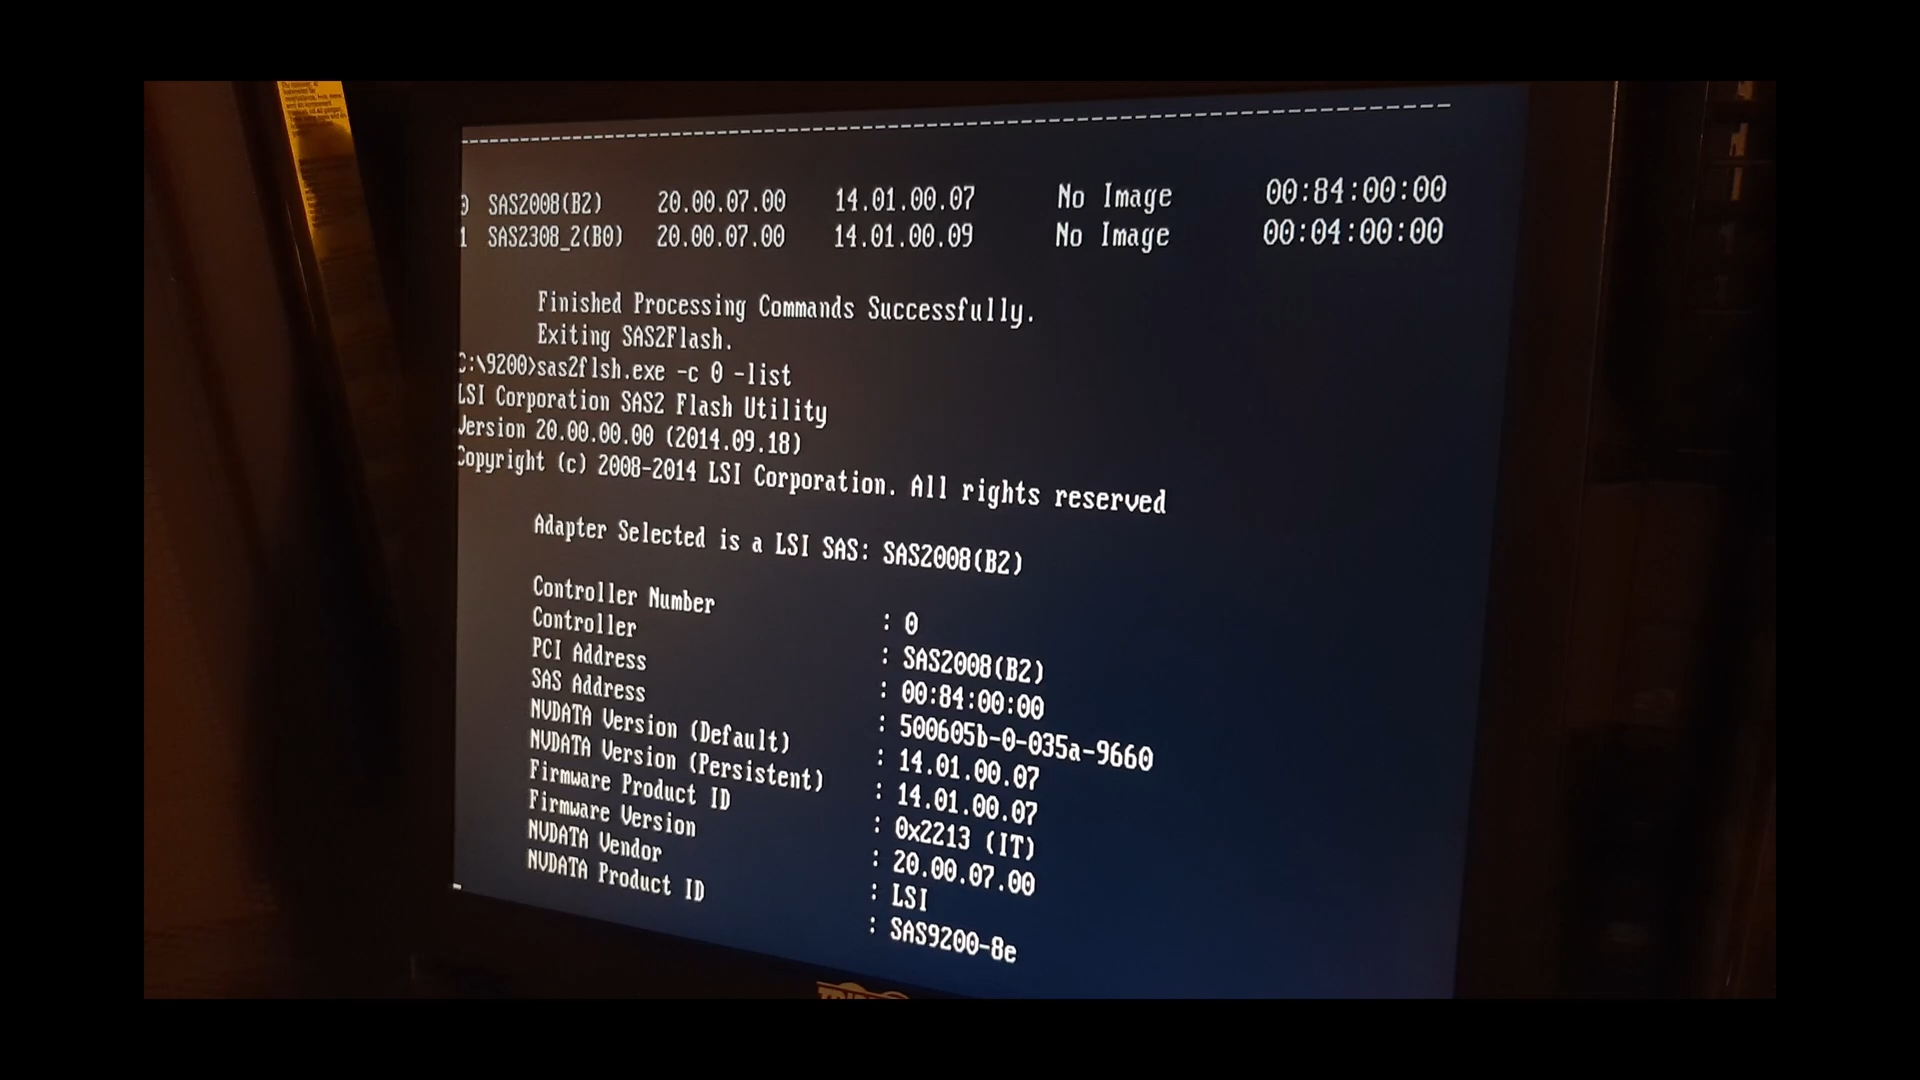 0 SAS2008(B2) 20.00.07.00 14.01.00.07 No Image 00:84:00:00
1 SAS2308_2(B0) 20.00.07.00 14.01.00.09 No Image 00:04:00:00
Finished Processing Commands Successfully.
Exiting SAS2Flash.
C:\9200>sas2flsh.exe -c 0 -list
LSI Corporation SAS2 Flash Utility
Version 20.00.00.00 (2014.09.18)
Copyright (c) 2008-2014 LSI Corporation. All rights reserved
Adapter Selected is a LSI SAS: SAS2008(B2)
Controller Number : 0
Controller : SAS2008(B2)
PCI Address : 00:84:00:00
SAS Address : 500605b-0-035a-9660
NVDATA Version (Default) : 14.01.00.07
NVDATA Version (Persistent) : 14.01.00.07
Firmware Product ID : 0x2213 (IT)
Firmware Version : 20.00.07.00
NVDATA Vendor : LSI
NVDATA Product ID : SAS9200-8e